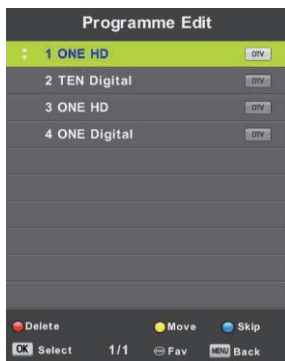 Programme Edit
1 ONE HD DTV
2 TEN Digital DTV
3 ONE HD DTV
4 ONE Digital DTV
Delete Move Skip
OK Select 1/1 Fav MENU Back